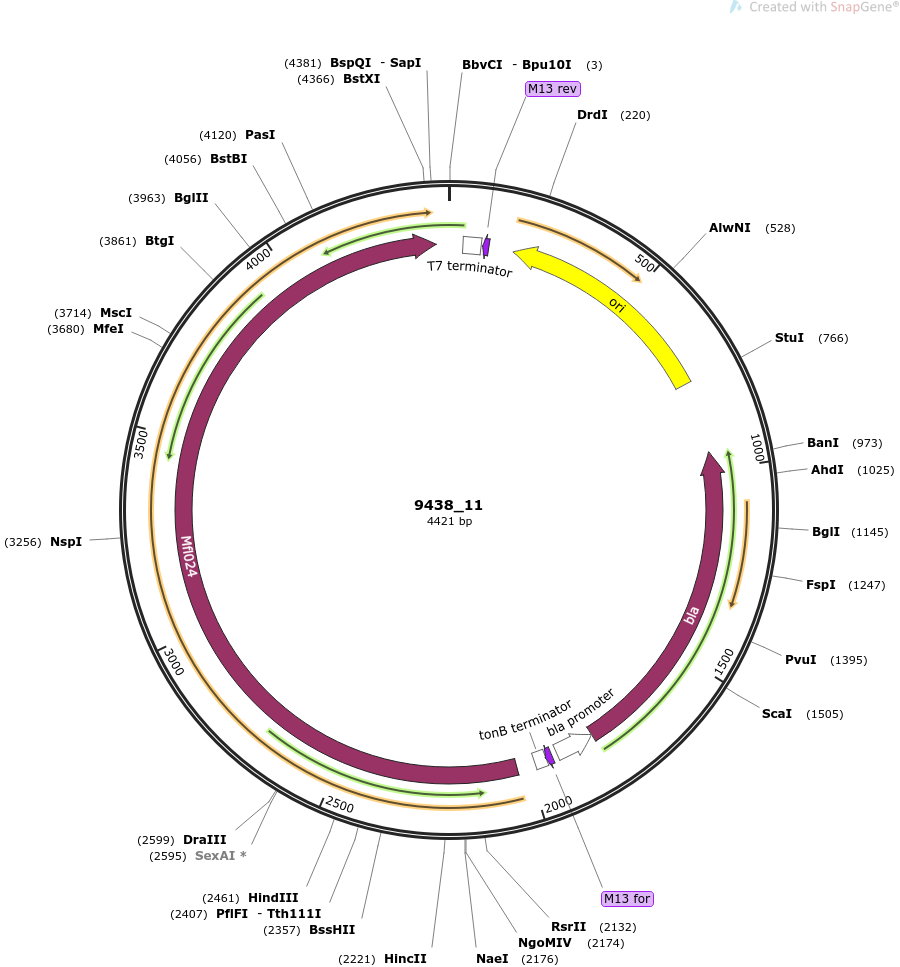 Created with SnapGene®
(4381) BspQI - SapI
(4366) BstXI
BbvCI - Bpu10I (3)
M13 rev
DrdI (220)
(4120) PasI
(4056) BstBI
(3963) BglII
(3861) BtgI
AlwNI (528)
(3714) MscI
(3680) MfeI
StuI (766)
BanI (973)
AhdI (1025)
(3256) NspI
BglI (1145)
FspI (1247)
PvuI (1395)
ScaI (1505)
T7 terminator
ori
500
1000
1500
2000
2500
3000
3500
4000
9438_11
4421 bp
Mfl024
bla
tonB terminator
bla promoter
(2599) DraIII
(2595) SexAI *
(2461) HindIII
(2407) PflFI - Tth111I
(2357) BssHII
(2221) HincII
M13 for
RsrII (2132)
NgoMIV (2174)
NaeI (2176)